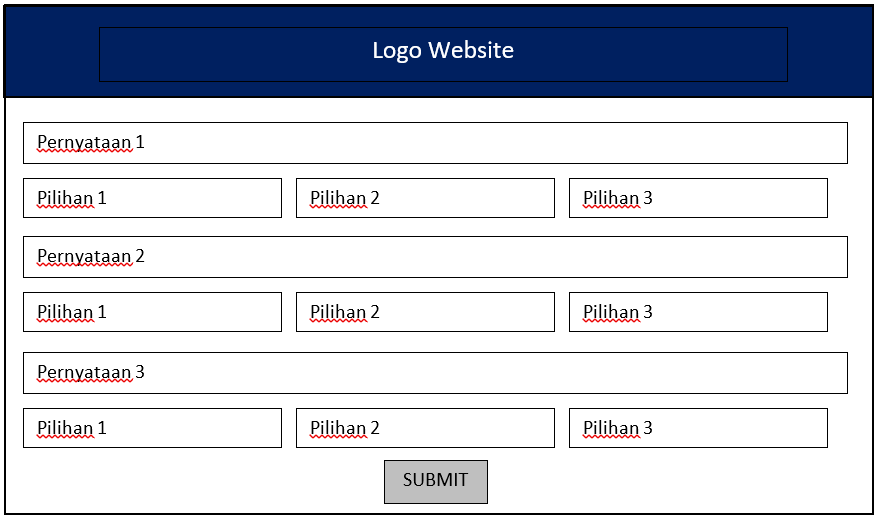 Logo Website
Pernyataan 1
Pilihan 1 Pilihan 2 Pilihan 3
Pernyataan 2
Pilihan 1 Pilihan 2 Pilihan 3
Pernyataan 3
Pilihan 1 Pilihan 2 Pilihan 3
SUBMIT